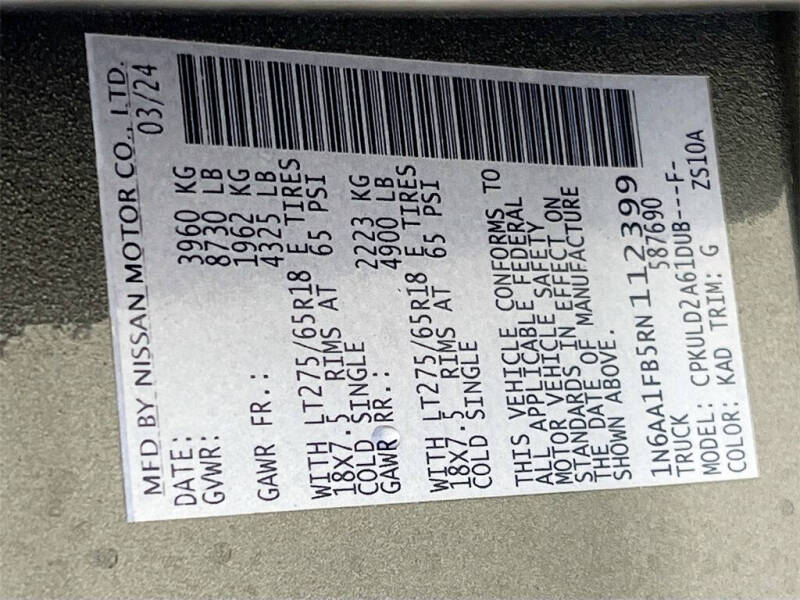 MFD BY NISSAN MOTOR CO., LTD.
DATE: 03/24
GVWR: 3960 KG
8730 LB
GAWR FR.: 1962 KG
4325 LB
WITH LT275/65R18 E TIRES
18X7.5 RIMS AT 65 PSI
COLD SINGLE
GAWR RR.: 2223 KG
4900 LB
WITH LT275/65R18 E TIRES
18X7.5 RIMS AT 65 PSI
COLD SINGLE
THIS VEHICLE CONFORMS TO
ALL APPLICABLE FEDERAL
MOTOR VEHICLE SAFETY
STANDARDS IN EFFECT ON
THE DATE OF MANUFACTURE
SHOWN ABOVE.
1N6AA1FB5RN112399
TRUCK 587690
MODEL: CPKULD2A61DUB---F-
COLOR: KAD TRIM: G ZS10A